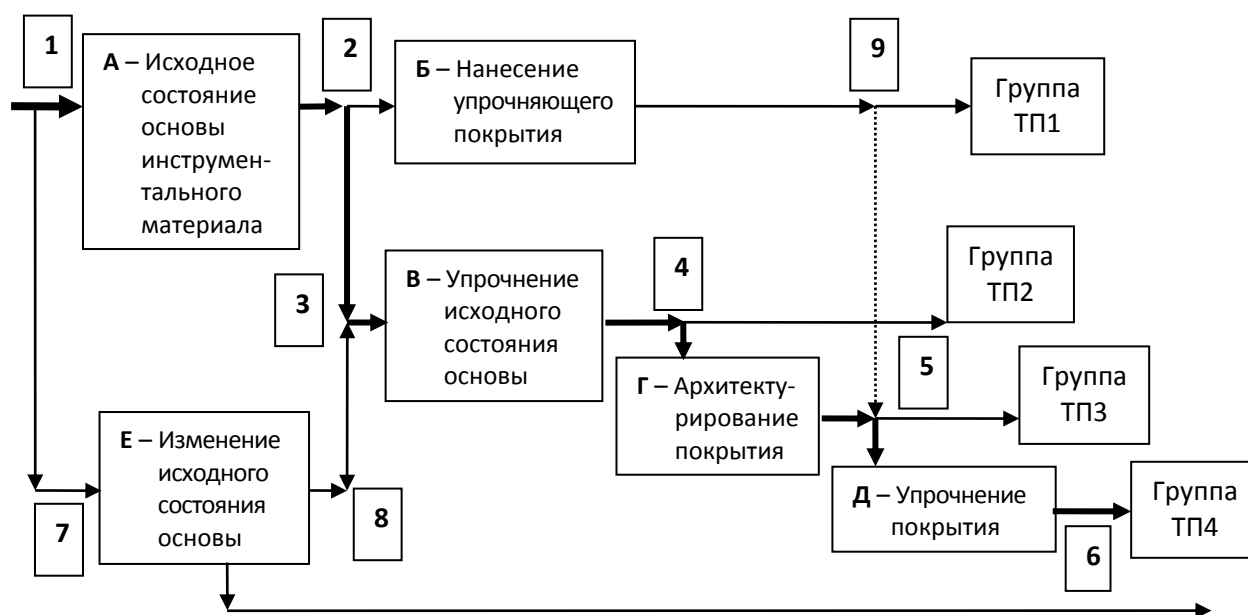 1
2
9
А – Исходное
состояние
основы
инструмен-
тального
материала
Б – Нанесение
упрочняющего
покрытия
Группа
ТП1
3
В – Упрочнение
исходного
состояния
основы
4
Группа
ТП2
Г – Архитекту-
рирование
покрытия
5
Группа
ТП3
Е – Изменение
исходного
состояния
основы
7
8
Д – Упрочнение
покрытия
6
Группа
ТП4